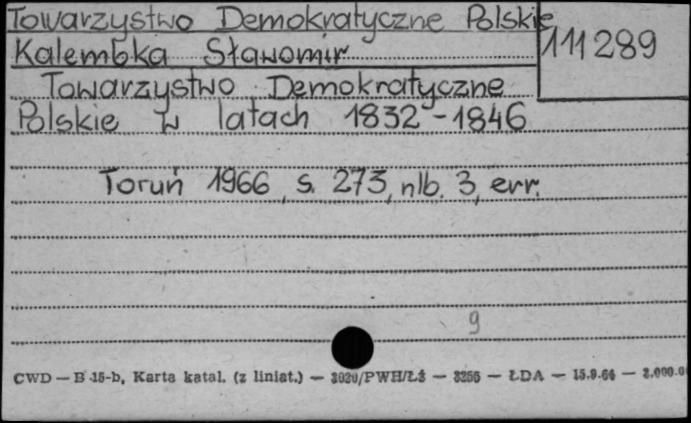 Towarzystwo Demokratyczne Polskie
111289
Kalembka Sławomir
Towarzystwo Demokratyczne
Polskie w latach 1832-1846
Toruń 1966, s. 273, nlb. 3, err.
9
CWD — B-15-b, Karta katal. (z liniat.) — 3020/PWH/Łż — 3256 — ŁDA — 15.9.64 — 2.000.0